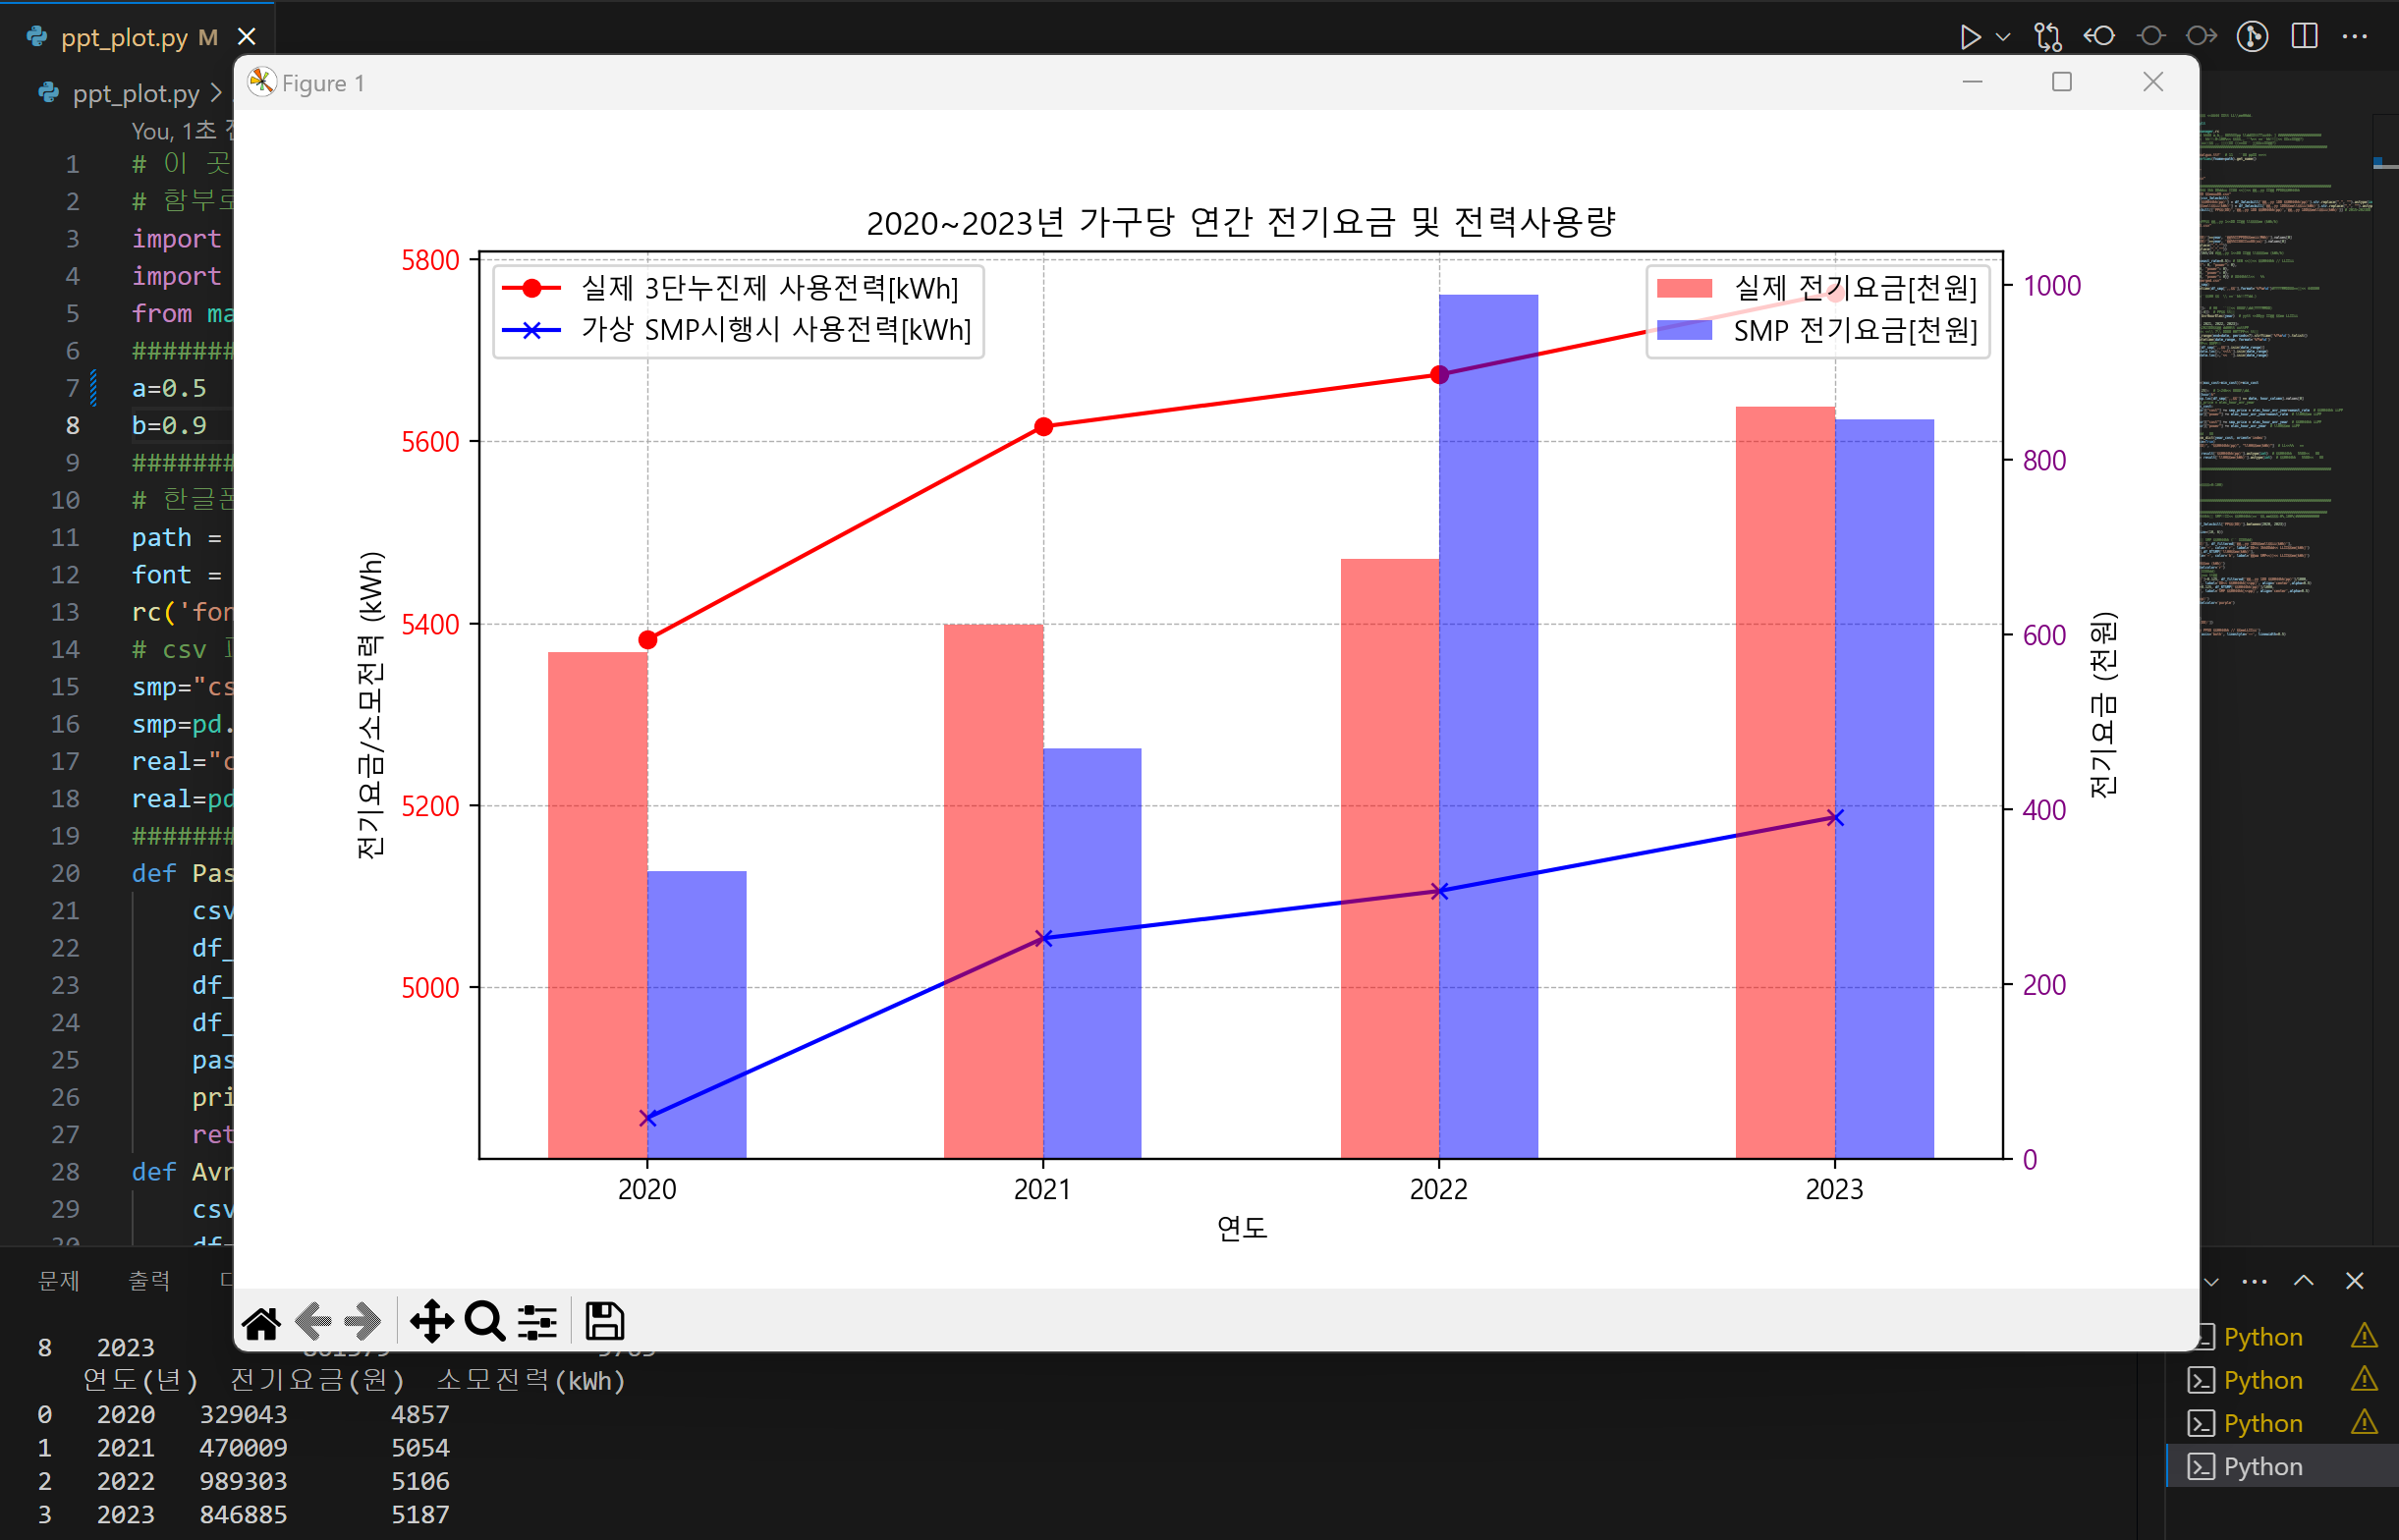 ppt_plot.py M
ppt_plot.py >
Figure 1
You, 1초 전
1 # 이 곳
2 # 함부로
3 import
4 import
5 from ma
6 ########
7 a=0.5
8 b=0.9
9 ########
10 # 한글폰
11 path =
12 font =
13 rc('fon
14 # csv
15 smp="cs
16 smp=pd.
17 real="c
18 real=pd
19 ########
20 def Pas
21 csv
22 df_
23 df_
24 df_
25 pas
26 pri
27 ret
28 def Avr
29 csv
30 df=
2020~2023년 가구당 연간 전기요금 및 전력사용량
실제 3단누진제 사용전력[kWh]
가상 SMP시행시 사용전력[kWh]
실제 전기요금[천원]
SMP 전기요금[천원]
5800
5600
5400
5200
5000
전기요금/소모전력 (kWh)
1000
800
600
400
200
0
전기요금 (천원)
2020 2021 2022 2023
연도
문제 출력
8 2023
연도(년) 전기요금(원) 소모전력(kWh)
0 2020 329043 4857
1 2021 470009 5054
2 2022 989303 5106
3 2023 846885 5187
Python
Python
Python
Python